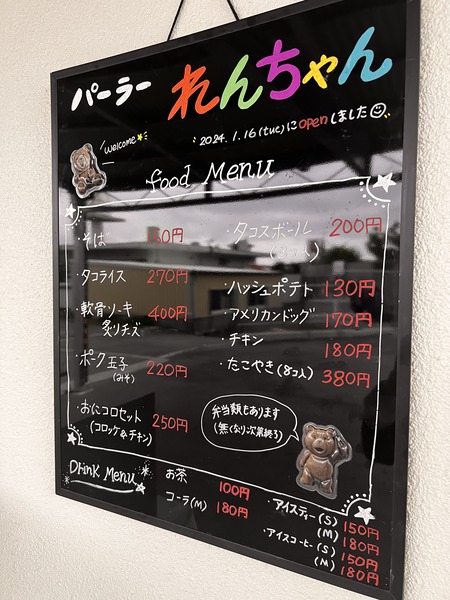 パーラー れんちゃん
2024.1.16(tue)にopenしました
welcome
food Menu
・そば 50円
・タコライス 270円
・軟骨ソーキ 400円
炙りチーズ
・ポーク玉子 220円
(みそ)
・おにコロセット 250円
(コロッケ&チキン)
・タコスボール 200円
(3コ入)
・ハッシュポテト 130円
・アメリカンドッグ 170円
・チキン 180円
・たこやき(8コ入) 380円
弁当類もあります
(無くなり次第終了)
Drink Menu
お茶 100円
コーラ(M) 180円
・アイスティー(S) 150円
(M) 180円
・アイスコーヒー(S) 150円
(M) 180円